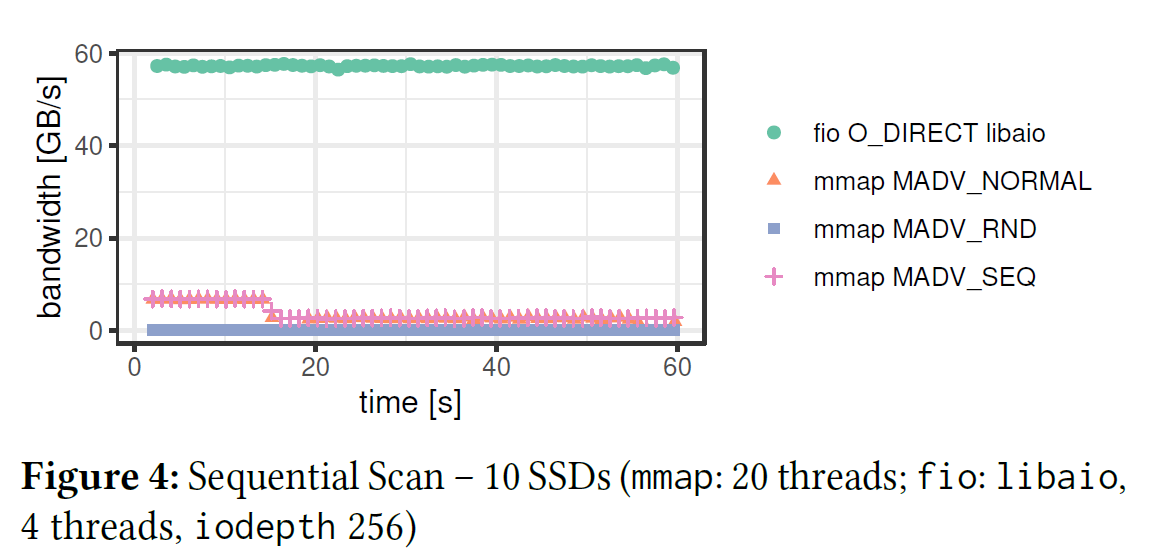 bandwidth [GB/s]
60
40
20
0
0 20 40 60
time [s]
fio O_DIRECT libaio
mmap MADV_NORMAL
mmap MADV_RND
mmap MADV_SEQ
Figure 4: Sequential Scan – 10 SSDs (mmap: 20 threads; fio: libaio,
4 threads, iodepth 256)